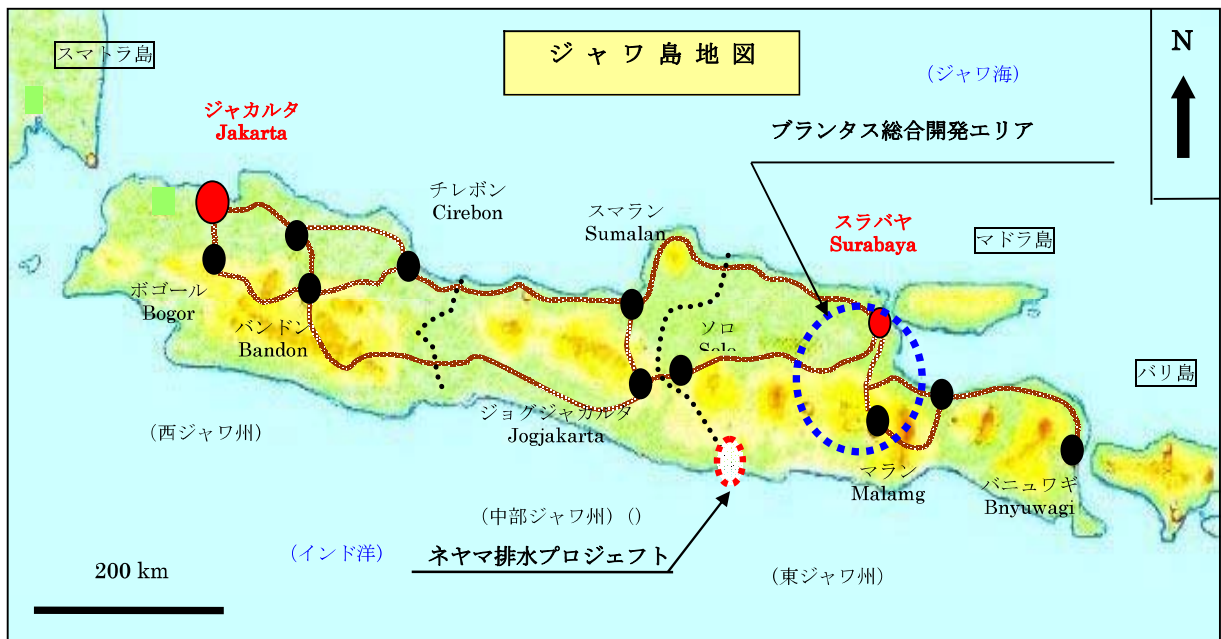 スマトラ島
ジャワ島地図
N
(ジャワ海)
ジャカルタ
Jakarta
ブランタス総合開発エリア
チレボン
Cirebon
スマラン
Sumalan
スラバヤ
Surabaya
マドラ島
ボゴール
Bogor
バンドン
Bandon
ソロ
バリ島
ジョグジャカルタ
Jogjakarta
(西ジャワ州)
マラン
Malamg
バニュワギ
Bnyuwagi
(中部ジャワ州)()
(インド洋)
ネヤマ排水プロジェフト
(東ジャワ州)
200 km